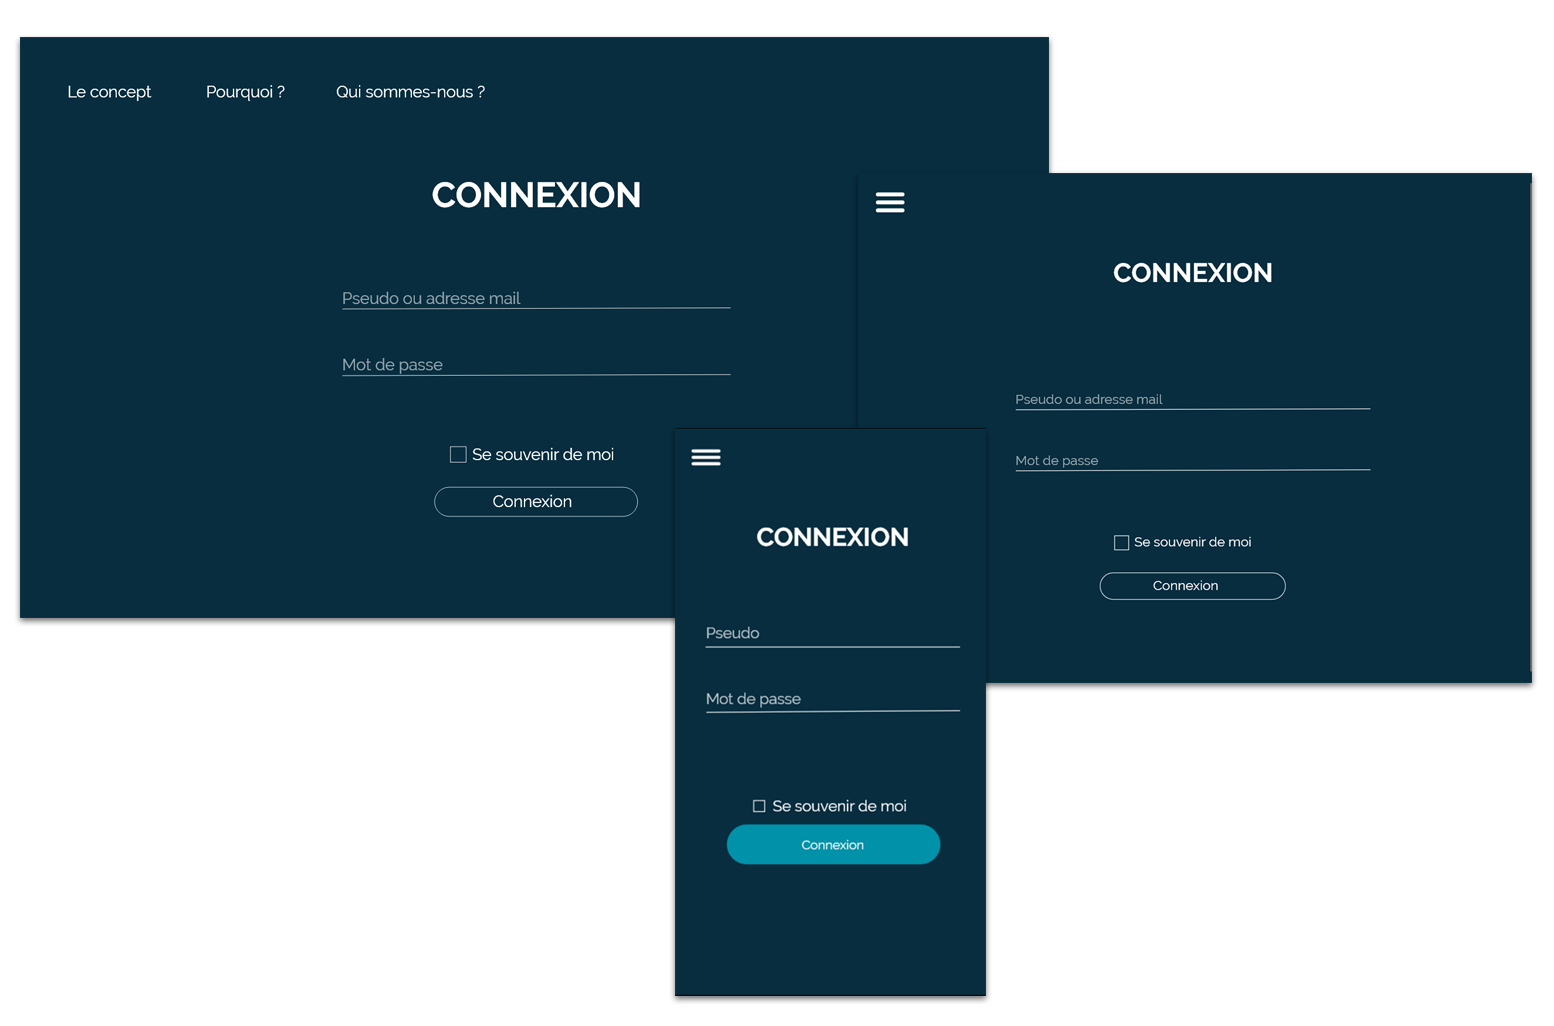 Le concept
Pourquoi ?
Qui sommes-nous ?
CONNEXION
Pseudo ou adresse mail
Mot de passe
Se souvenir de moi
Connexion
CONNEXION
Pseudo ou adresse mail
Mot de passe
Se souvenir de moi
Connexion
CONNEXION
Pseudo
Mot de passe
Se souvenir de moi
Connexion